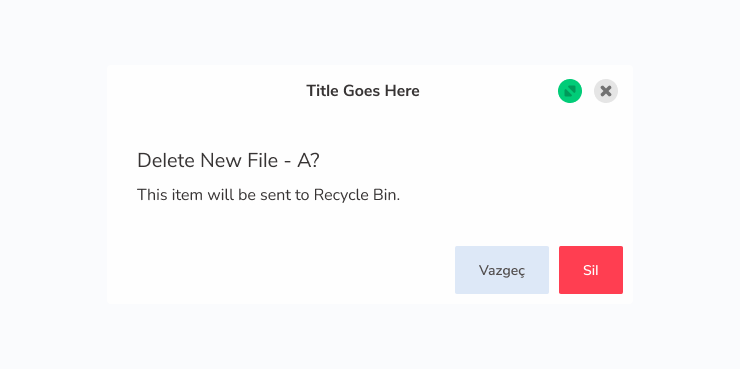 Title Goes Here
Delete New File - A?
This item will be sent to Recycle Bin.
Vazgeç
Sil